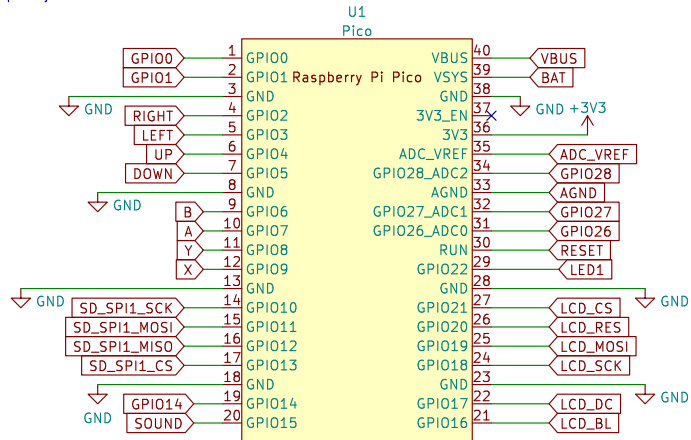 U1
Pico
GPIO0 1 GPIO0 VBUS 40 VBUS
GPIO1 2 GPIO1 Raspberry Pi Pico VSYS 39 BAT
GND 3 GND GND 38 GND +3V3
RIGHT 4 GPIO2 3V3_EN 37
LEFT 5 GPIO3 3V3 36
UP 6 GPIO4 ADC_VREF 35 ADC_VREF
DOWN 7 GPIO5 GPIO28_ADC2 34 GPIO28
GND 8 GND AGND 33 AGND
B 9 GPIO6 GPIO27_ADC1 32 GPIO27
A 10 GPIO7 GPIO26_ADC0 31 GPIO26
Y 11 GPIO8 RUN 30 RESET
X 12 GPIO9 GPIO22 29 LED1
GND 13 GND GND 28 GND
SD_SPI1_SCK 14 GPIO10 GPIO21 27 LCD_CS
SD_SPI1_MOSI 15 GPIO11 GPIO20 26 LCD_RES
SD_SPI1_MISO 16 GPIO12 GPIO19 25 LCD_MOSI
SD_SPI1_CS 17 GPIO13 GPIO18 24 LCD_SCK
GND 18 GND GND 23 GND
GPIO14 19 GPIO14 GPIO17 22 LCD_DC
SOUND 20 GPIO15 GPIO16 21 LCD_BL